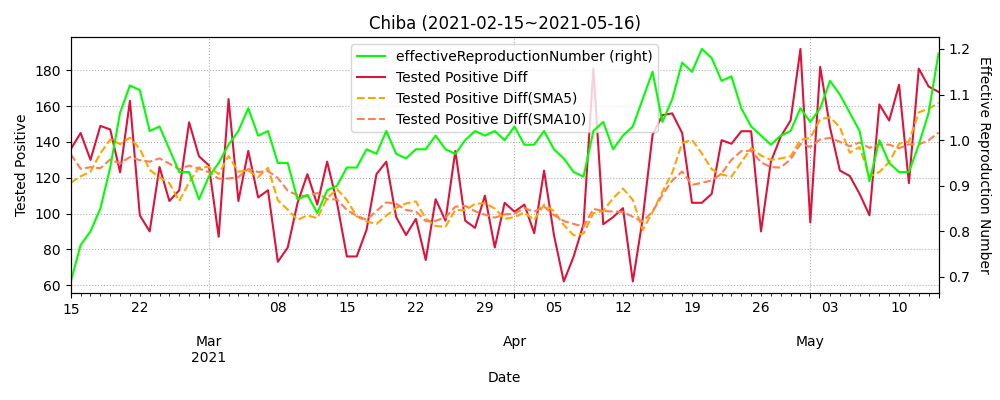 Chiba (2021-02-15~2021-05-16)
effectiveReproductionNumber (right)
Tested Positive Diff
Tested Positive Diff(SMA5)
Tested Positive Diff(SMA10)
Tested Positive
180
160
140
120
100
80
60
Effective Reproduction Number
1.2
1.1
1.0
0.9
0.8
0.7
15 22 08 15 22 29 05 12 19 26 03 10
Mar Apr May
2021
Date